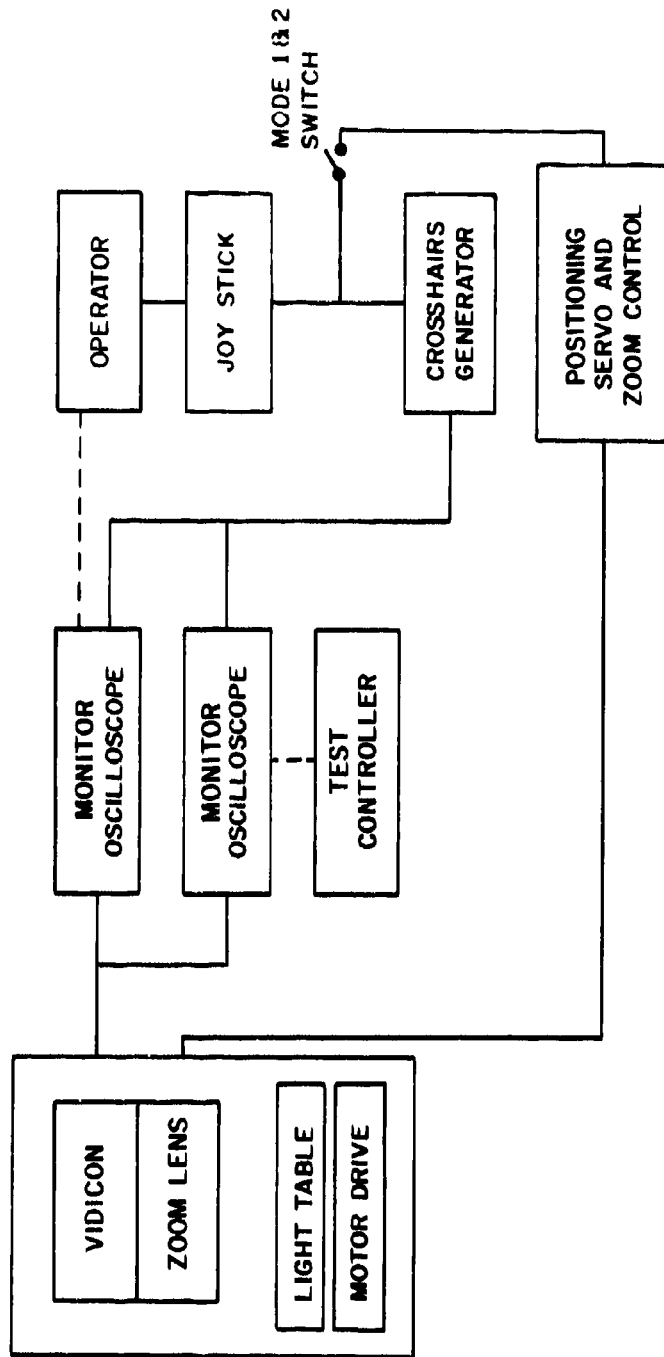 VIDICON
ZOOM LENS
LIGHT TABLE
MOTOR DRIVE
MONITOR
OSCILLOSCOPE
MONITOR
OSCILLOSCOPE
TEST
CONTROLLER
OPERATOR
JOY STICK
CROSSHAIRS
GENERATOR
MODE 1 & 2
SWITCH
POSITIONING
SERVO AND
ZOOM CONTROL